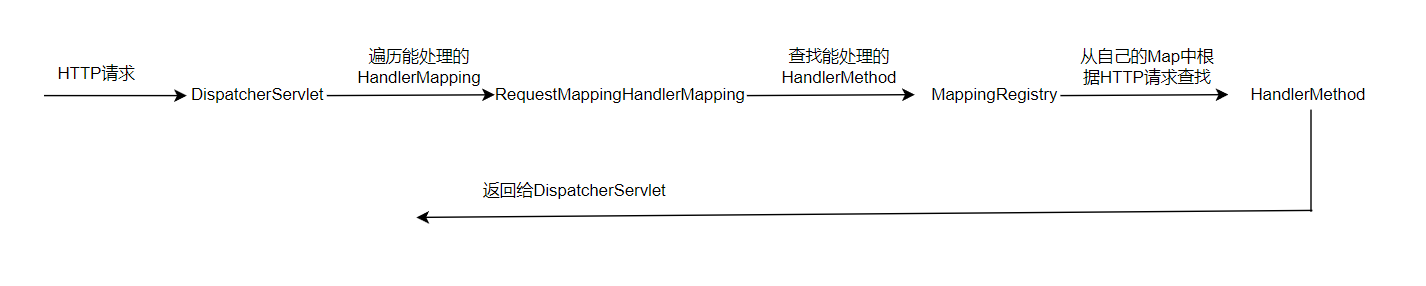 HTTP请求
DispatcherServlet
遍历能处理的
HandlerMapping
RequestMappingHandlerMapping
查找能处理的
HandlerMethod
MappingRegistry
从自己的Map中根
据HTTP请求查找
HandlerMethod
返回给DispatcherServlet